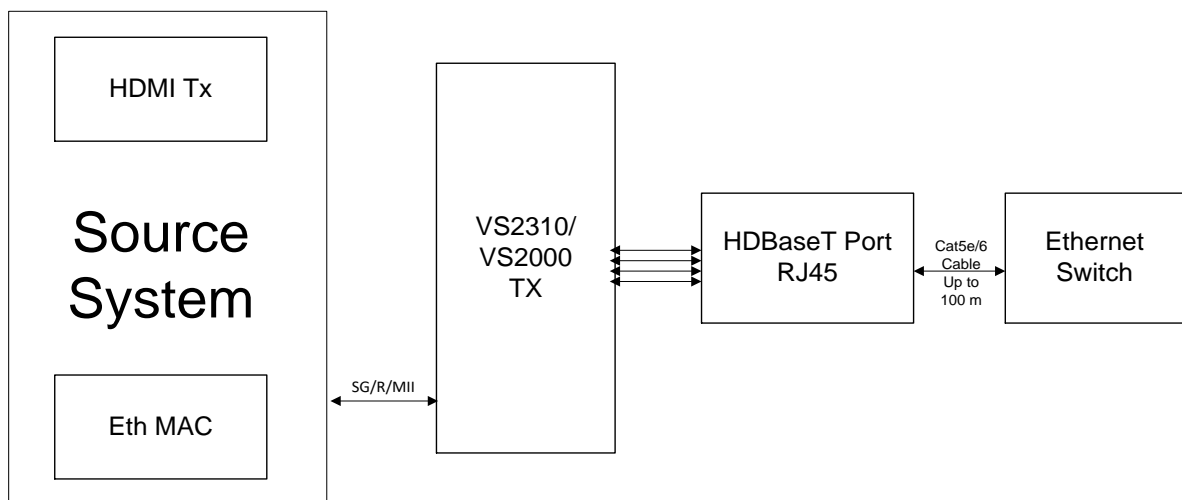 HDMI Tx
Source
System
Eth MAC
SG/R/MII
VS2310/
VS2000
TX
HDBaseT Port
RJ45
Cat5e/6
Cable
Up to
100 m
Ethernet
Switch